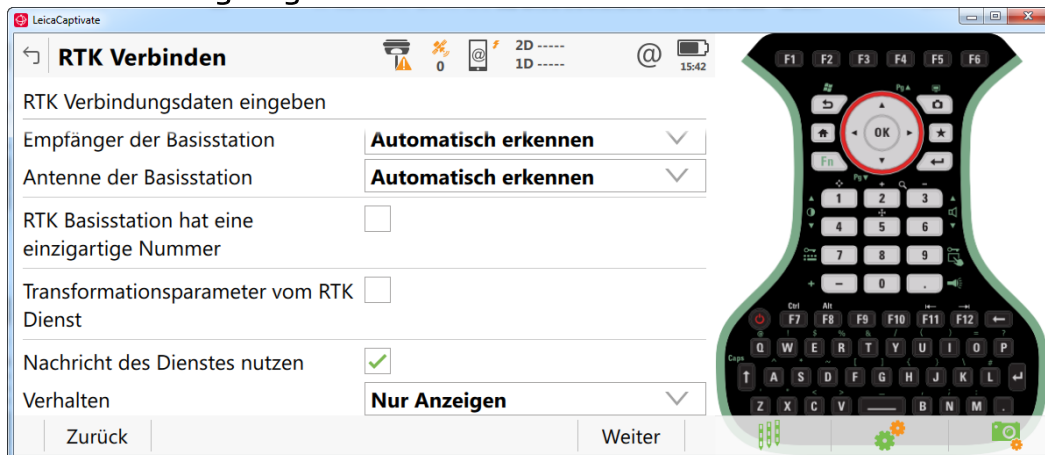 LeicaCaptivate
RTK Verbinden
0
@
2D -----
1D -----
@
15:42
RTK Verbindungsdaten eingeben
Empfänger der Basisstation
Automatisch erkennen
Antenne der Basisstation
Automatisch erkennen
RTK Basisstation hat eine
einzigartige Nummer
Transformationsparameter vom RTK
Dienst
Nachricht des Dienstes nutzen
Verhalten
Nur Anzeigen
Zurück
Weiter
F1 F2 F3 F4 F5 F6
Pg
OK
Fn
Pg
1 2 3
4 5 6
7 8 9
+ - 0 .
Ctrl Alt
F7 F8 F9 F10 F11 F12
Q W E R T Y U I O P
Caps
A S D F G H J K L
Z X C V B N M .